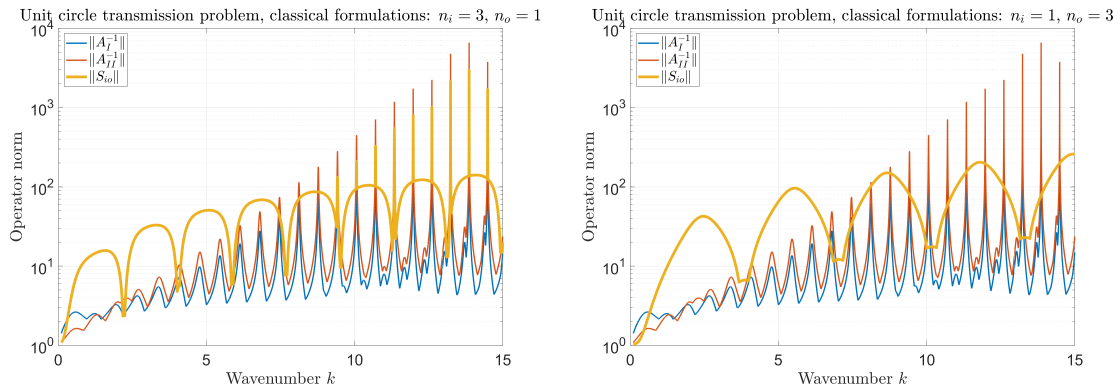 Unit circle transmission problem, classical formulations: n_i = 3, n_o = 1
10^4
10^3
10^2
10^1
10^0
Operator norm
‖A_I^{-1}‖
‖A_{II}^{-1}‖
‖S_{io}‖
0 5 10 15
Wavenumber k
Unit circle transmission problem, classical formulations: n_i = 1, n_o = 3
10^4
10^3
10^2
10^1
10^0
Operator norm
‖A_I^{-1}‖
‖A_{II}^{-1}‖
‖S_{io}‖
0 5 10 15
Wavenumber k